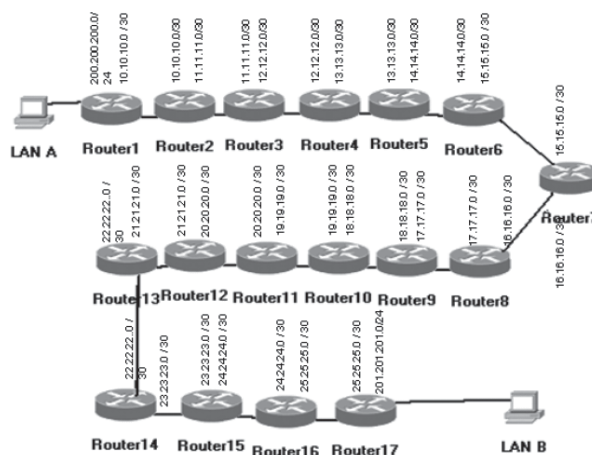 200.200.200.0/
24
10.10.10.0 / 30
10.10.10.0/30
11.11.11.0/30
11.11.11.0/30
12.12.12.0/30
12.12.12.0/30
13.13.13.0/30
13.13.13.0/30
14.14.14.0/30
14.14.14.0/30
15.15.15.0 / 30
LAN A
Router1
Router2
Router3
Router4
Router5
Router6
15.15.15.0 / 30
Router7
16.16.16.0 / 30
22.22.22..0 /
30
21.21.21.0 / 30
21.21.21.0 / 30
20.20.20.0 / 30
20.20.20.0 / 30
19.19.19.0 / 30
19.19.19.0 / 30
18.18.18.0 / 30
18.18.18.0 / 30
17.17.17.0 / 30
17.17.17.0 / 30
16.16.16.0 / 30
Router13
Router12
Router11
Router10
Router9
Router8
22.22.22..0 /
30
23.23.23.0 / 30
23.23.23.0 / 30
24.24.24.0 / 30
24.24.24.0 / 30
25.25.25.0 / 30
25.25.25.0 / 30
201.201.201.0/24
Router14
Router15
Router16
Router17
LAN B